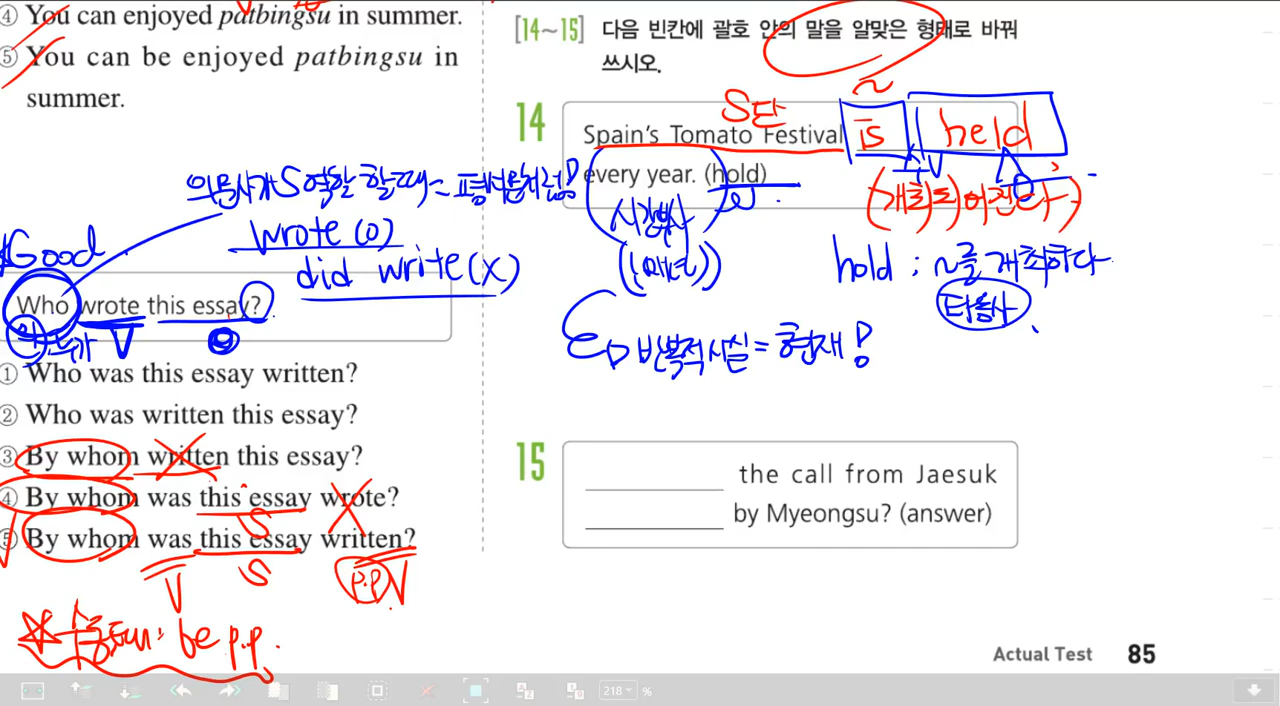 ④ You can enjoyed patbingsu in summer.
⑤ You can be enjoyed patbingsu in
summer.
의문사가 S역할 할 때 = 평서문처럼!
wrote (o)
did write (x)
Good
Who wrote this essay?
V
① Who was this essay written?
② Who was written this essay?
③ By whom written this essay?
④ By whom was this essay wrote?
S
⑤ By whom was this essay written?
V
S
p.p V
수동태: be p.p.
[14~15] 다음 빈칸에 괄호 안의 말을 알맞은 형태로 바꿔
쓰시오.
14
S단
Spain's Tomato Festival is held
every year. (hold)
시간부사
(매년)
반복적 사실 = 현재!
(개최되어진다)
hold ; ~를 개최하다
타동사
15
the call from Jaesuk
by Myeongsu? (answer)
Actual Test 85
218 %